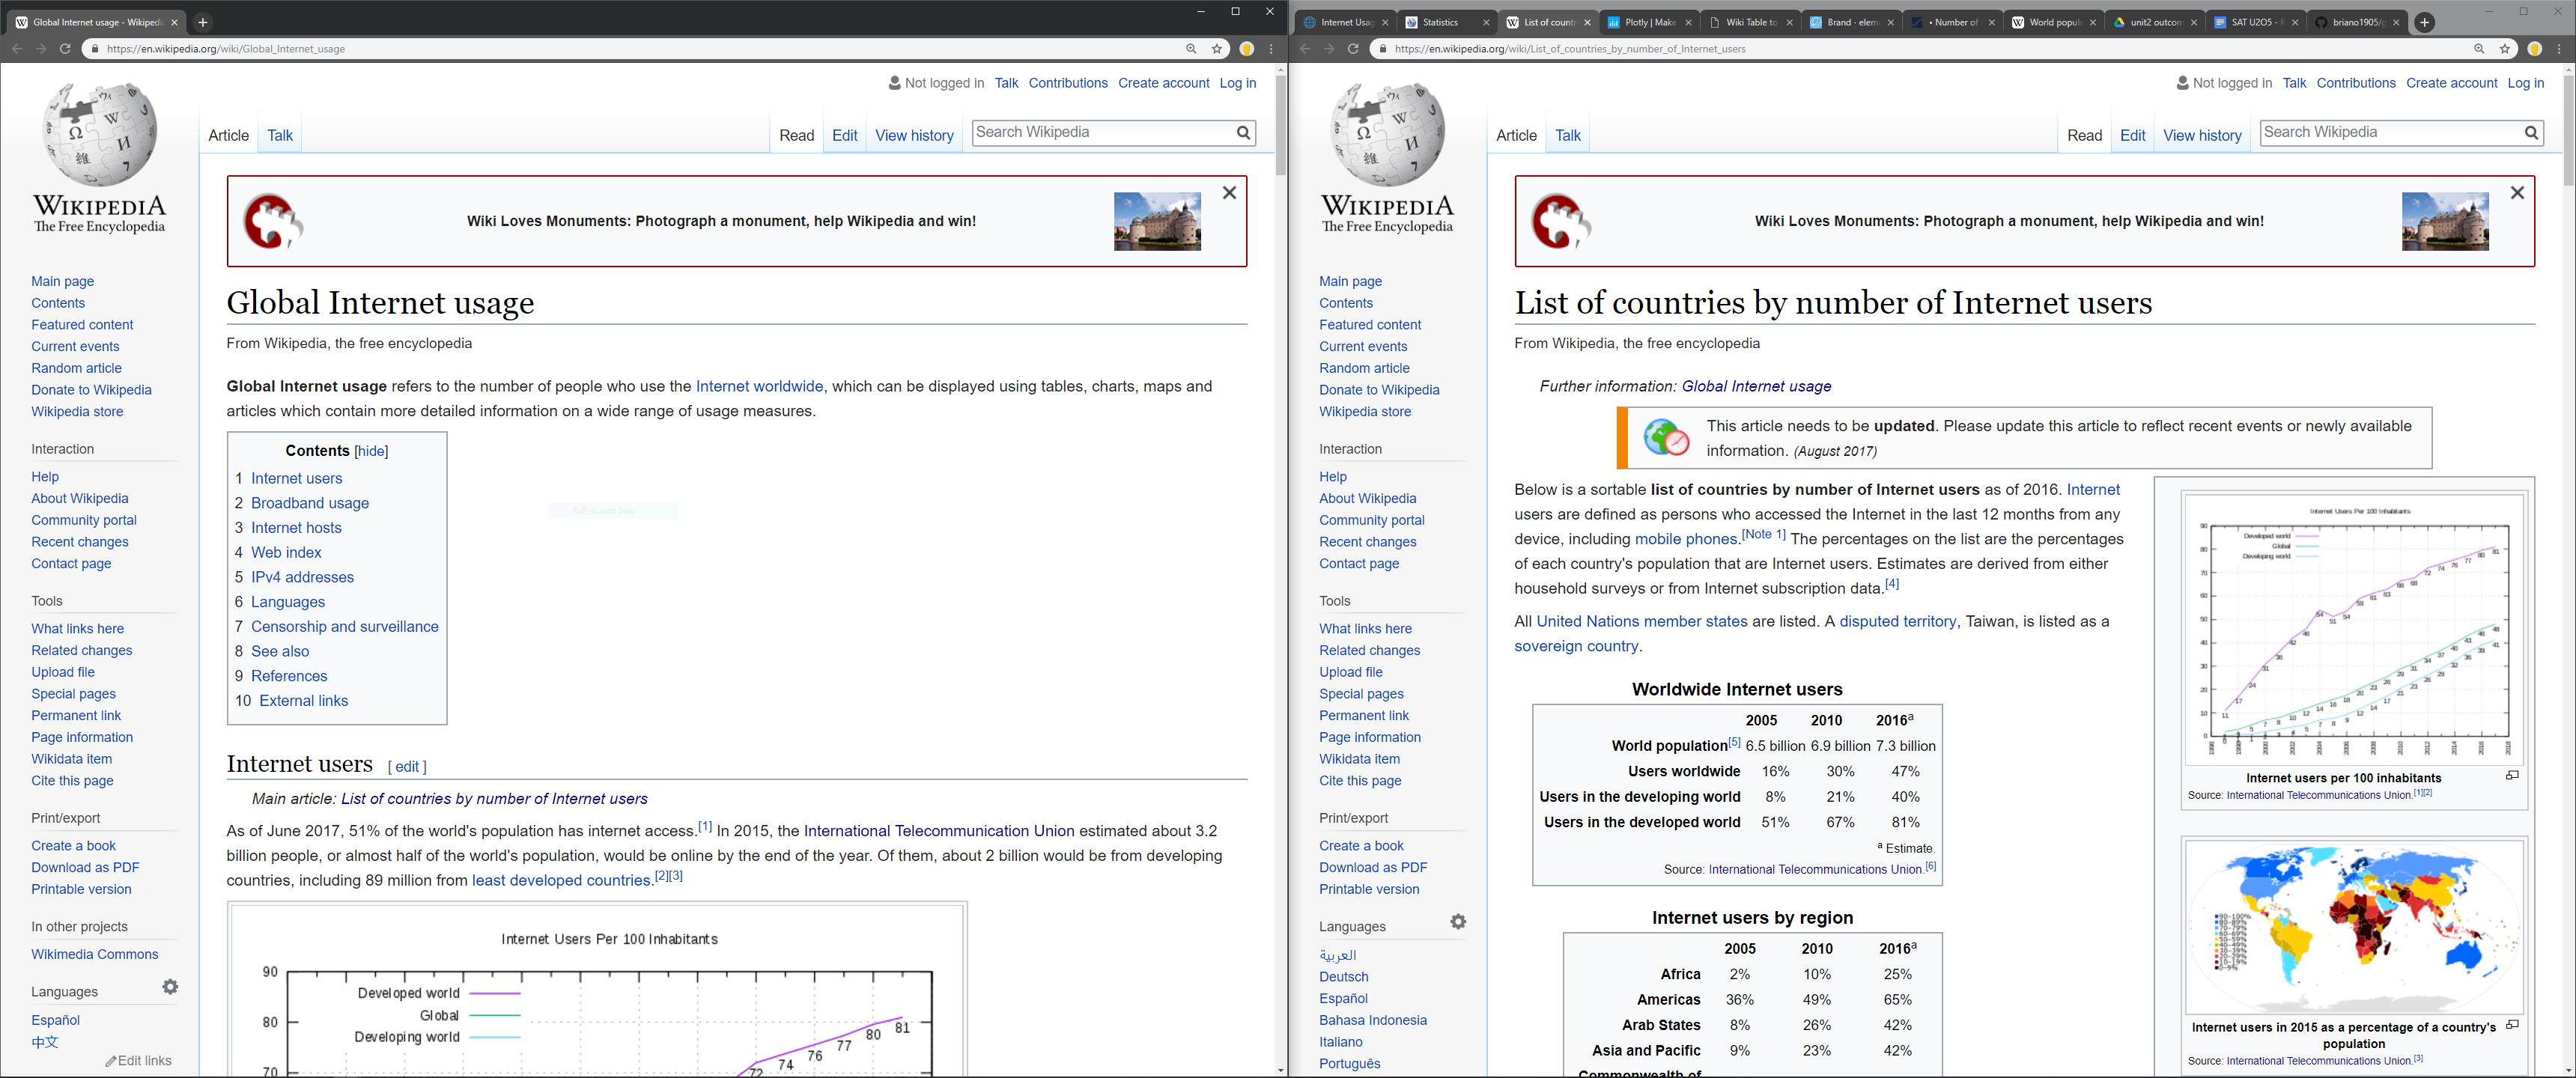 Global Internet usage - Wikipedi
https://en.wikipedia.org/wiki/Global_Internet_usage
Not logged in Talk Contributions Create account Log in
Article Talk Read Edit View history Search Wikipedia
WIKIPEDIA
The Free Encyclopedia
Wiki Loves Monuments: Photograph a monument, help Wikipedia and win!
Main page
Contents
Featured content
Current events
Random article
Donate to Wikipedia
Wikipedia store
Interaction
Help
About Wikipedia
Community portal
Recent changes
Contact page
Tools
What links here
Related changes
Upload file
Special pages
Permanent link
Page information
Wikidata item
Cite this page
Print/export
Create a book
Download as PDF
Printable version
In other projects
Wikimedia Commons
Languages
Español
中文
Edit links
Global Internet usage
From Wikipedia, the free encyclopedia
Global Internet usage refers to the number of people who use the Internet worldwide, which can be displayed using tables, charts, maps and
articles which contain more detailed information on a wide range of usage measures.
Contents [hide]
1 Internet users
2 Broadband usage
3 Internet hosts
4 Web index
5 IPv4 addresses
6 Languages
7 Censorship and surveillance
8 See also
9 References
10 External links
Full-screen Snip
Internet users [ edit ]
Main article: List of countries by number of Internet users
As of June 2017, 51% of the world's population has internet access.[1] In 2015, the International Telecommunication Union estimated about 3.2
billion people, or almost half of the world's population, would be online by the end of the year. Of them, about 2 billion would be from developing
countries, including 89 million from least developed countries.[2][3]
Internet Users Per 100 Inhabitants
90
Developed world
80
Global
Developing world
70
72 74 76 77 80 81
Internet Usag
Statistics
List of countr
Plotly | Make
Wiki Table to
Brand - eleme
• Number of
World popula
unit2 outcom
SAT U2O5 -
briano1905/g
https://en.wikipedia.org/wiki/List_of_countries_by_number_of_Internet_users
Not logged in Talk Contributions Create account Log in
Article Talk Read Edit View history Search Wikipedia
WIKIPEDIA
The Free Encyclopedia
Wiki Loves Monuments: Photograph a monument, help Wikipedia and win!
Main page
Contents
Featured content
Current events
Random article
Donate to Wikipedia
Wikipedia store
Interaction
Help
About Wikipedia
Community portal
Recent changes
Contact page
Tools
What links here
Related changes
Upload file
Special pages
Permanent link
Page information
Wikidata item
Cite this page
Print/export
Create a book
Download as PDF
Printable version
Languages
العربية
Deutsch
Español
Bahasa Indonesia
Italiano
Português
List of countries by number of Internet users
From Wikipedia, the free encyclopedia
Further information: Global Internet usage
This article needs to be updated. Please update this article to reflect recent events or newly available
information. (August 2017)
Below is a sortable list of countries by number of Internet users as of 2016. Internet
users are defined as persons who accessed the Internet in the last 12 months from any
device, including mobile phones.[Note 1] The percentages on the list are the percentages
of each country's population that are Internet users. Estimates are derived from either
household surveys or from Internet subscription data.[4]
All United Nations member states are listed. A disputed territory, Taiwan, is listed as a
sovereign country.
Worldwide Internet users
2005 2010 2016a
World population[5] 6.5 billion 6.9 billion 7.3 billion
Users worldwide 16% 30% 47%
Users in the developing world 8% 21% 40%
Users in the developed world 51% 67% 81%
a Estimate.
Source: International Telecommunications Union.[6]
Internet users by region
2005 2010 2016a
Africa 2% 10% 25%
Americas 36% 49% 65%
Arab States 8% 26% 42%
Asia and Pacific 9% 23% 42%
Commonwealth of
Internet Users Per 100 Inhabitants
Developed world
Global
Developing world
Internet users per 100 inhabitants
Source: International Telecommunications Union.[1][2]
90-100%
80-89%
70-79%
60-69%
50-59%
40-49%
30-39%
20-29%
10-19%
0-9%
Internet users in 2015 as a percentage of a country's
population
Source: International Telecommunications Union.[3]